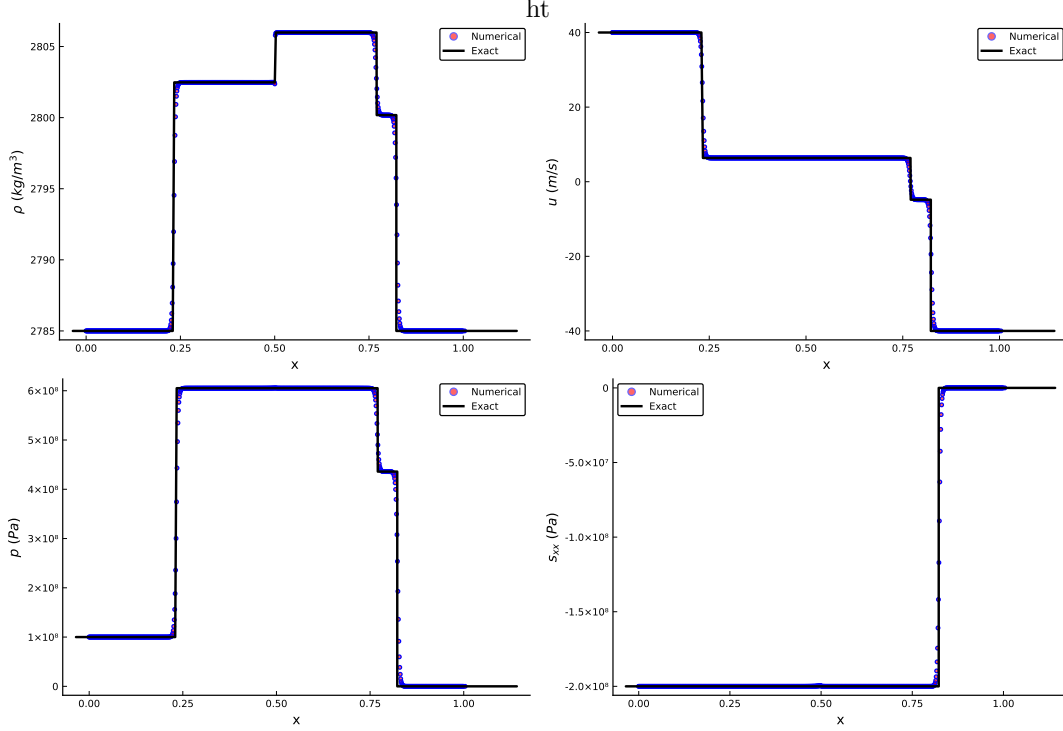 ht
2805
2800
2795
2790
2785
ρ (kg/m³)
0.00 0.25 0.50 0.75 1.00
x
Numerical
Exact
40
20
0
-20
-40
u (m/s)
0.00 0.25 0.50 0.75 1.00
x
Numerical
Exact
6×10⁸
5×10⁸
4×10⁸
3×10⁸
2×10⁸
1×10⁸
0
p (Pa)
0.00 0.25 0.50 0.75 1.00
x
Numerical
Exact
0
-5.0×10⁷
-1.0×10⁸
-1.5×10⁸
-2.0×10⁸
sₓₓ (Pa)
0.00 0.25 0.50 0.75 1.00
x
Numerical
Exact